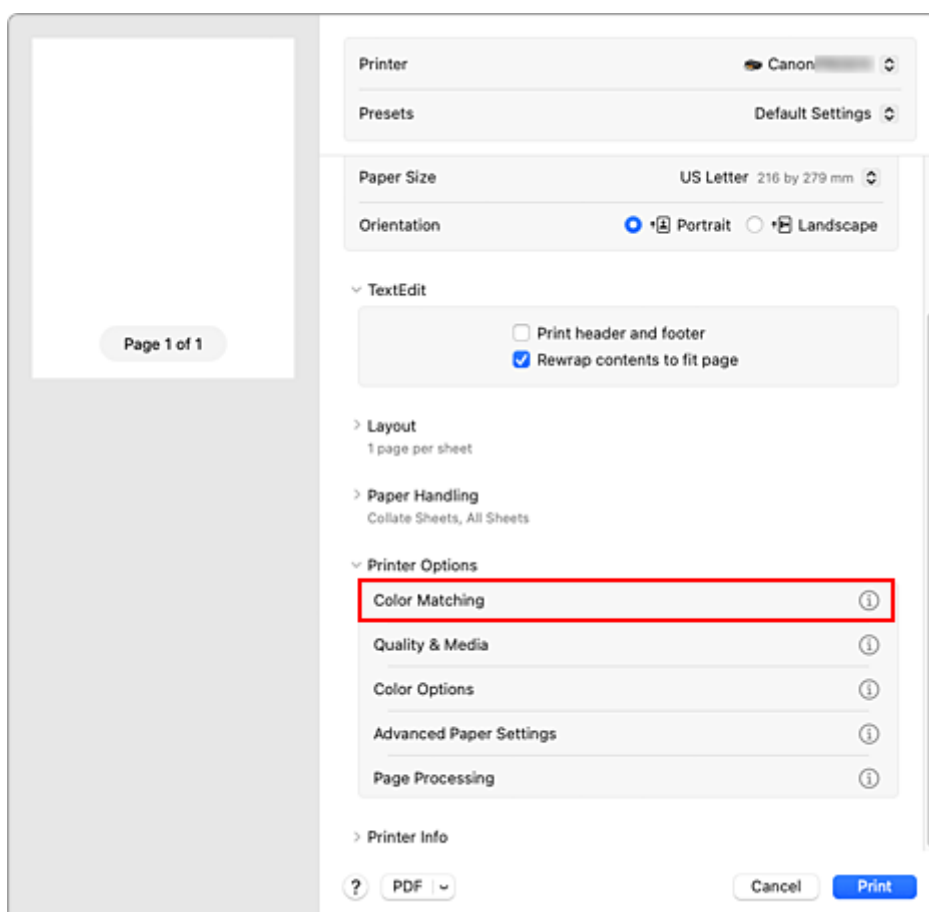 Printer Canon
Presets Default Settings
Paper Size US Letter 216 by 279 mm
Orientation Portrait Landscape
TextEdit
Print header and footer
Rewrap contents to fit page
Page 1 of 1
Layout
1 page per sheet
Paper Handling
Collate Sheets, All Sheets
Printer Options
Color Matching
Quality & Media
Color Options
Advanced Paper Settings
Page Processing
Printer Info
? PDF Cancel Print